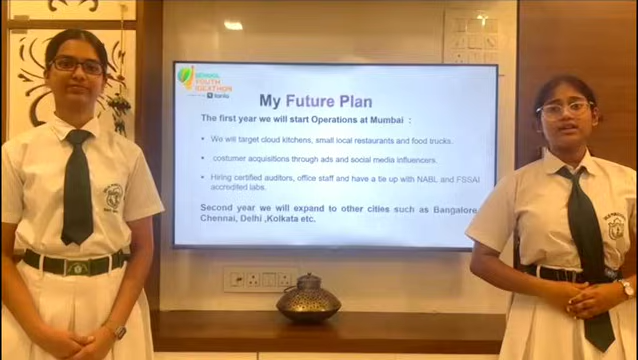 SCHOOL
YOUTH
IDEATHON
My Future Plan
The first year we will start Operations at Mumbai :
• We will target cloud kitchens, small local restaurants and food trucks.
• costumer acquisitions through ads and social media influencers.
• Hiring certified auditors, office staff and have a tie up with NABL and FSSAI
accredited labs.
Second year we will expand to other cities such as Bangalore,
Chennai, Delhi ,Kolkata etc.